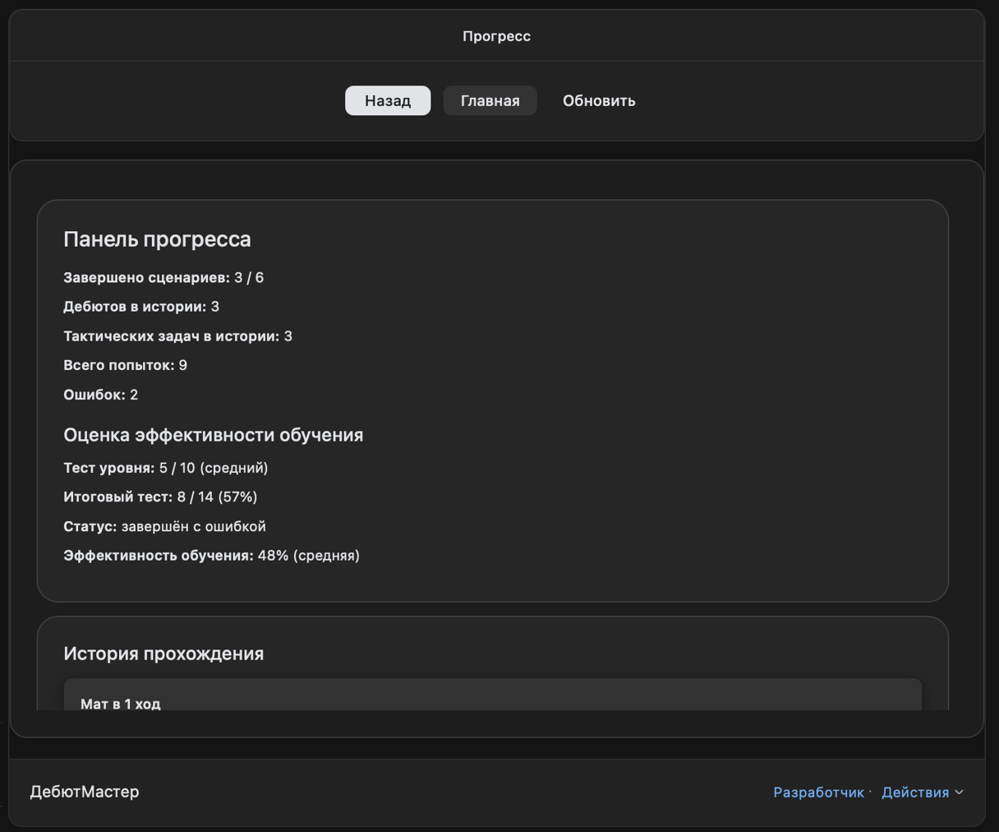 Прогресс
Назад
Главная
Обновить
Панель прогресса
Завершено сценариев: 3 / 6
Дебютов в истории: 3
Тактических задач в истории: 3
Всего попыток: 9
Ошибок: 2
Оценка эффективности обучения
Тест уровня: 5 / 10 (средний)
Итоговый тест: 8 / 14 (57%)
Статус: завершён с ошибкой
Эффективность обучения: 48% (средняя)
История прохождения
Мат в 1 ход
ДебютМастер
Разработчик · Действия